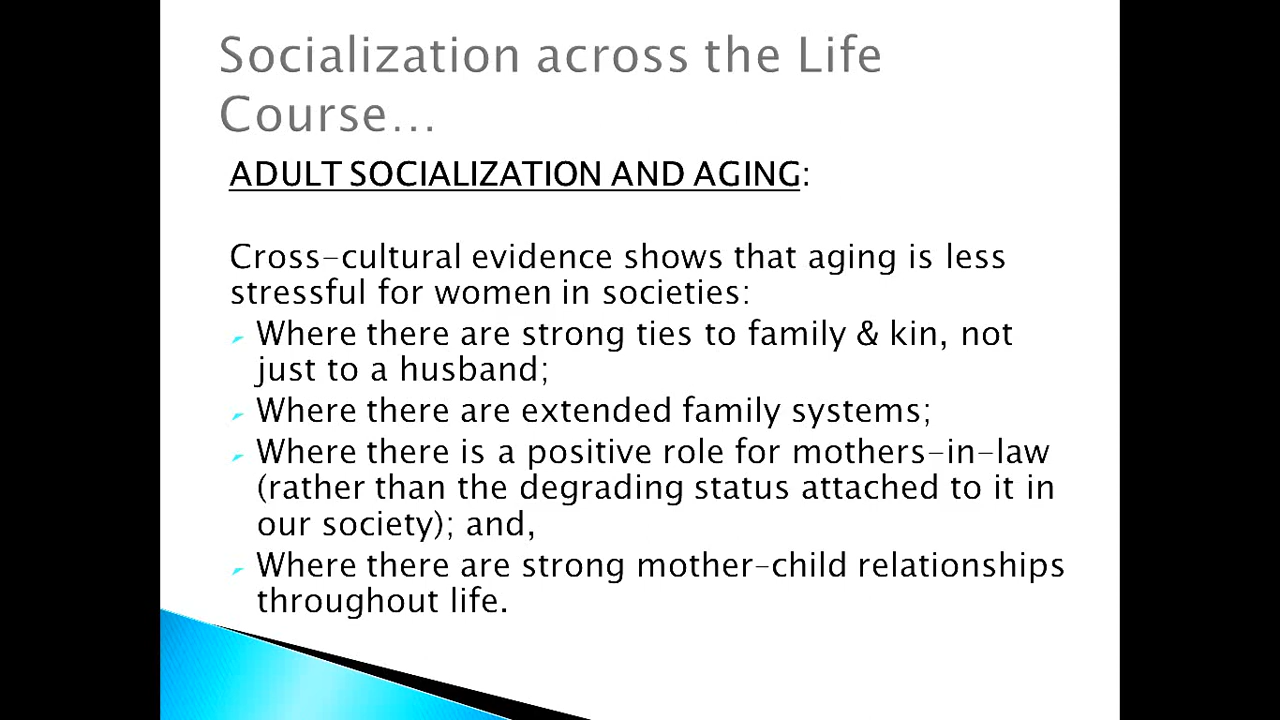 Socialization across the Life
Course...
ADULT SOCIALIZATION AND AGING:
Cross-cultural evidence shows that aging is less
stressful for women in societies:
Where there are strong ties to family & kin, not
just to a husband;
Where there are extended family systems;
Where there is a positive role for mothers-in-law
(rather than the degrading status attached to it in
our society); and,
Where there are strong mother-child relationships
throughout life.